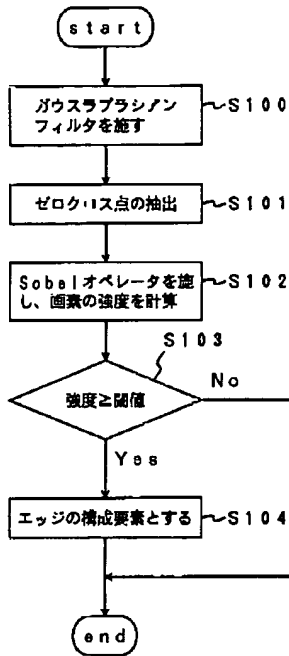 start
ガウスラプラシアン
フィルタを施す
S100
ゼロクロス点の抽出
S101
Sobelオペレータを施
し、画素の強度を計算
S102
S103
強度≧閾値
No
Yes
エッジの構成要素とする
S104
end